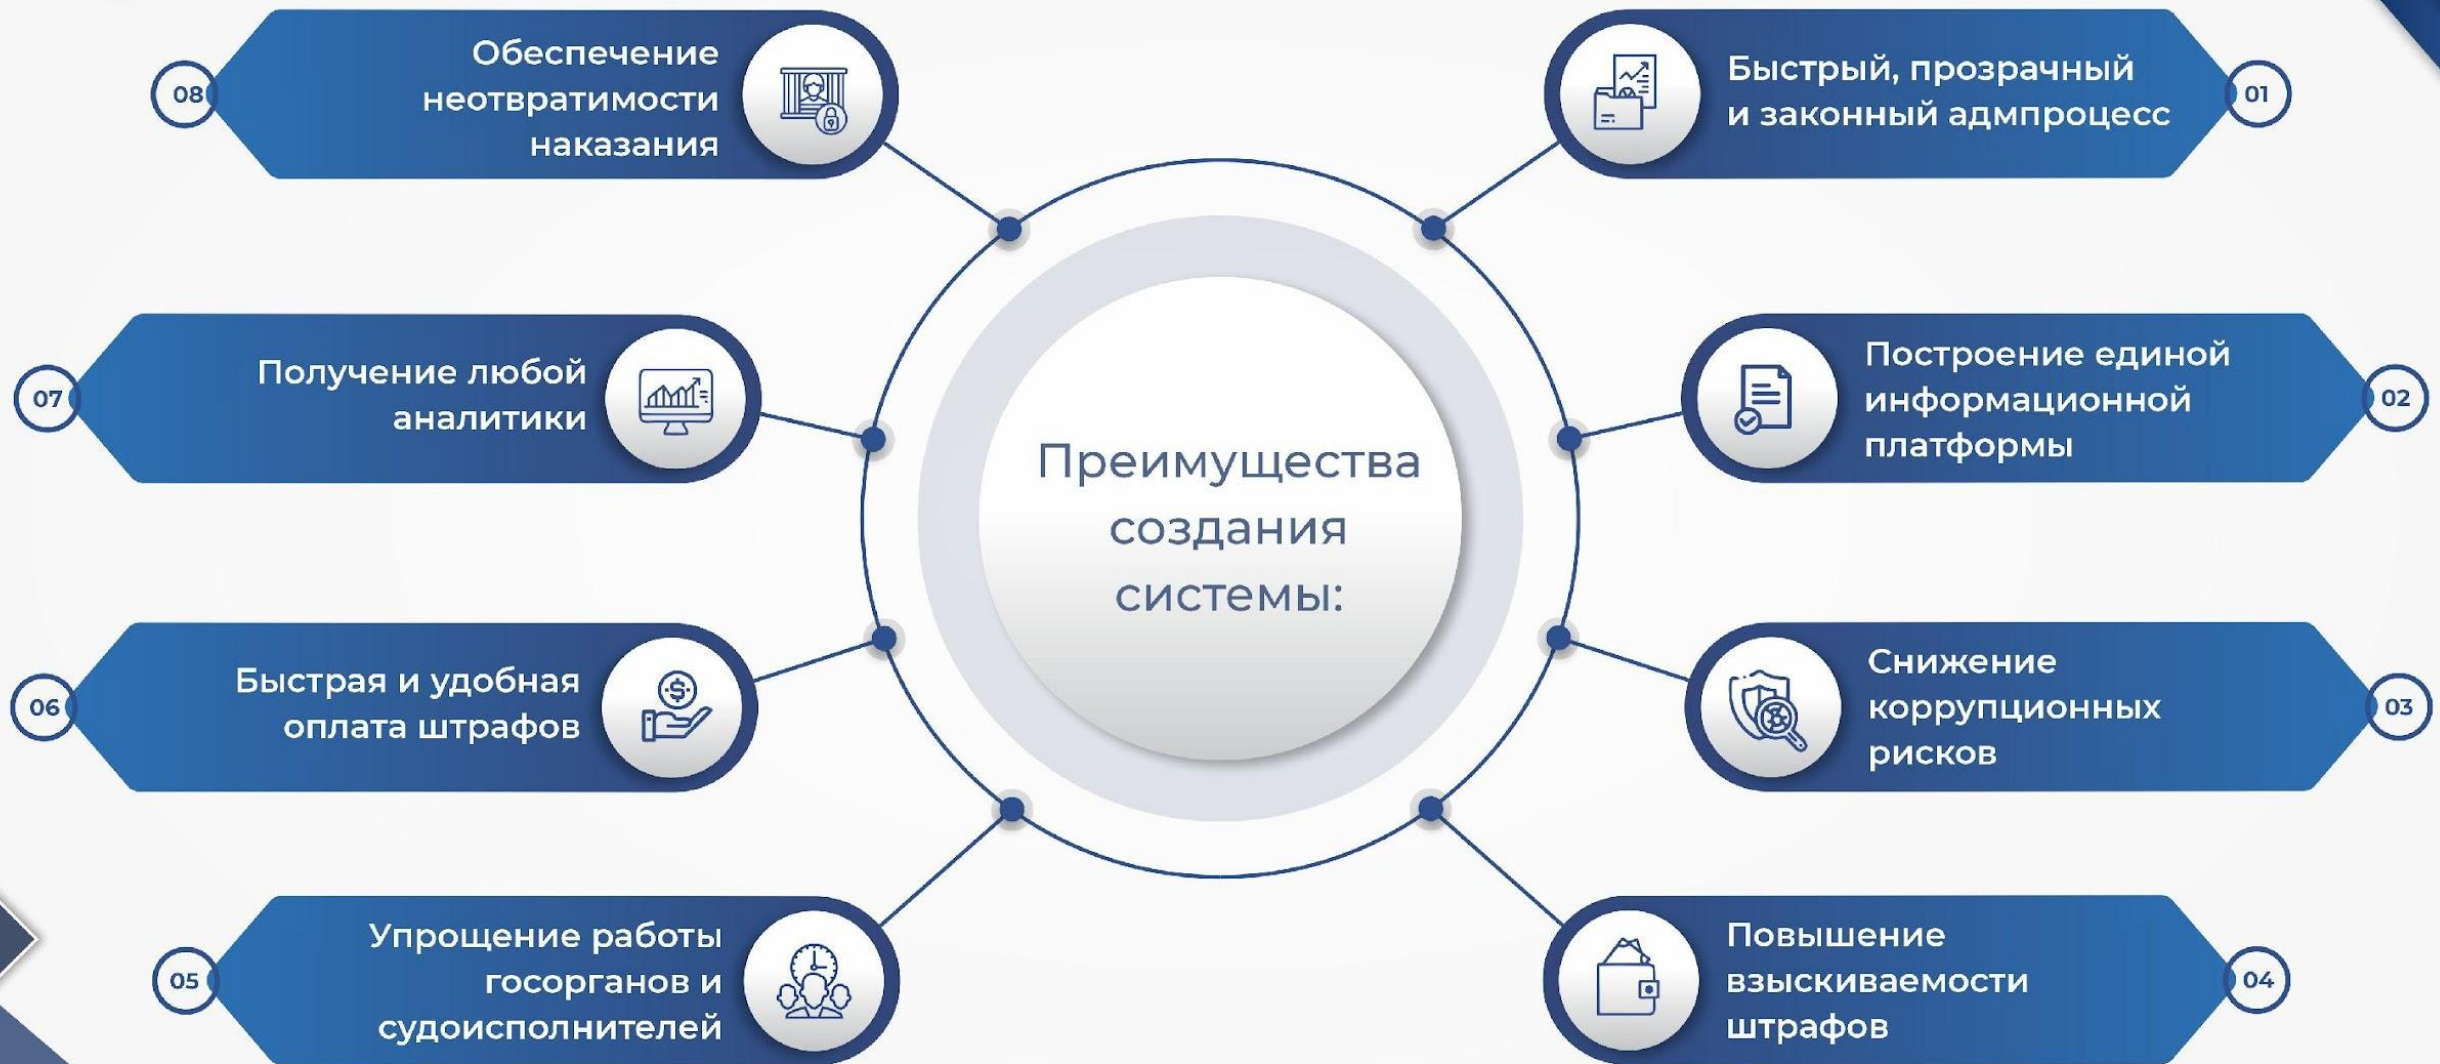 Преимущества
создания
системы:
01
Быстрый, прозрачный
и законный адмпроцесс
02
Построение единой
информационной
платформы
03
Снижение
коррупционных
рисков
04
Повышение
взыскиваемости
штрафов
05
Упрощение работы
госорганов и
судоисполнителей
06
Быстрая и удобная
оплата штрафов
07
Получение любой
аналитики
08
Обеспечение
неотвратимости
наказания